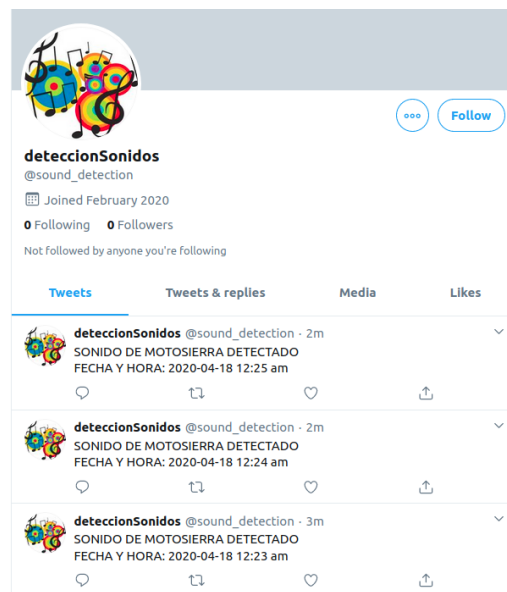 Follow
deteccionSonidos
@sound_detection
Joined February 2020
0 Following 0 Followers
Not followed by anyone you're following
Tweets Tweets & replies Media Likes
deteccionSonidos @sound_detection · 2m
SONIDO DE MOTOSIERRA DETECTADO
FECHA Y HORA: 2020-04-18 12:25 am
deteccionSonidos @sound_detection · 2m
SONIDO DE MOTOSIERRA DETECTADO
FECHA Y HORA: 2020-04-18 12:24 am
deteccionSonidos @sound_detection · 3m
SONIDO DE MOTOSIERRA DETECTADO
FECHA Y HORA: 2020-04-18 12:23 am